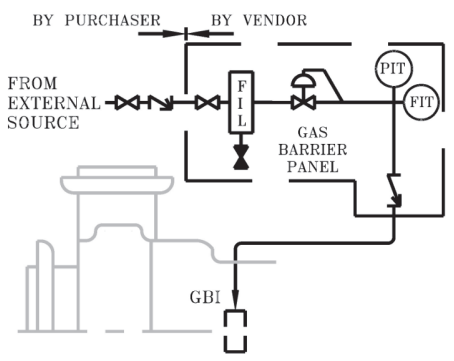 BY PURCHASER BY VENDOR
FROM
EXTERNAL
SOURCE
F
I
L
PIT
FIT
GAS
BARRIER
PANEL
GBI